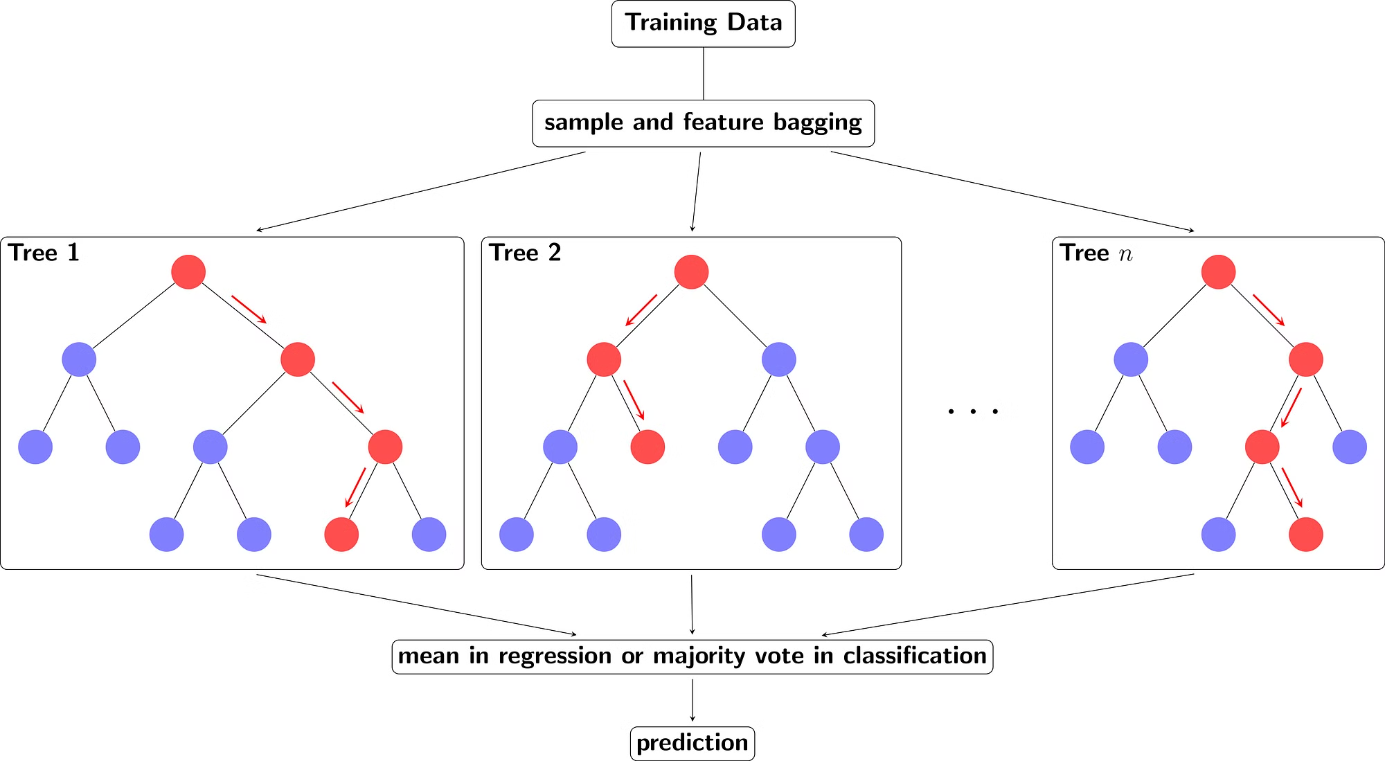 Training Data
sample and feature bagging
Tree 1
Tree 2
Tree n
. . .
mean in regression or majority vote in classification
prediction